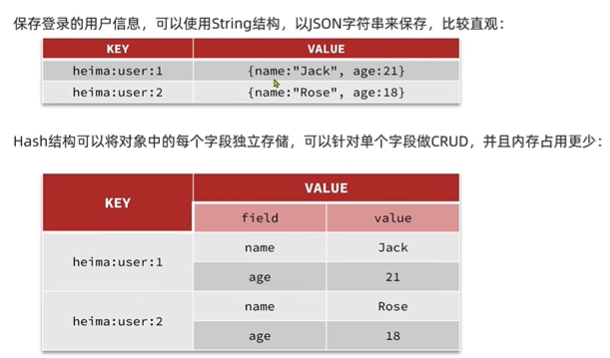 保存登录的用户信息，可以使用String结构，以JSON字符串来保存，比较直观：
KEY VALUE
heima:user:1 {name:"Jack", age:21}
heima:user:2 {name:"Rose", age:18}
Hash结构可以将对象中的每个字段独立存储，可以针对单个字段做CRUD，并且内存占用更少：
KEY VALUE
field value
heima:user:1 name Jack
age 21
heima:user:2 name Rose
age 18